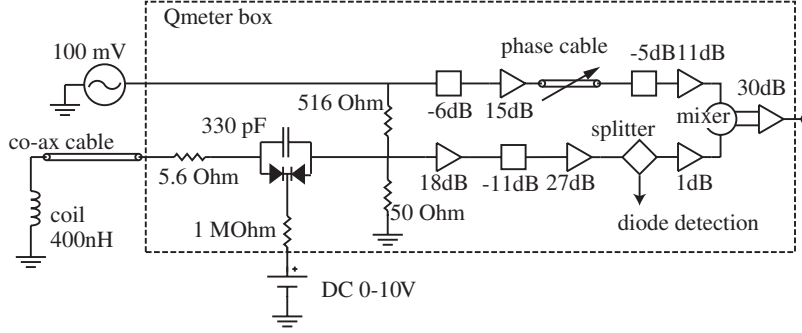 Qmeter box
100 mV
phase cable
-5dB
11dB
30dB
516 Ohm
-6dB
15dB
mixer
330 pF
splitter
co-ax cable
5.6 Ohm
18dB
-11dB
27dB
1dB
coil
400nH
50 Ohm
1 MOhm
diode detection
+
DC 0-10V